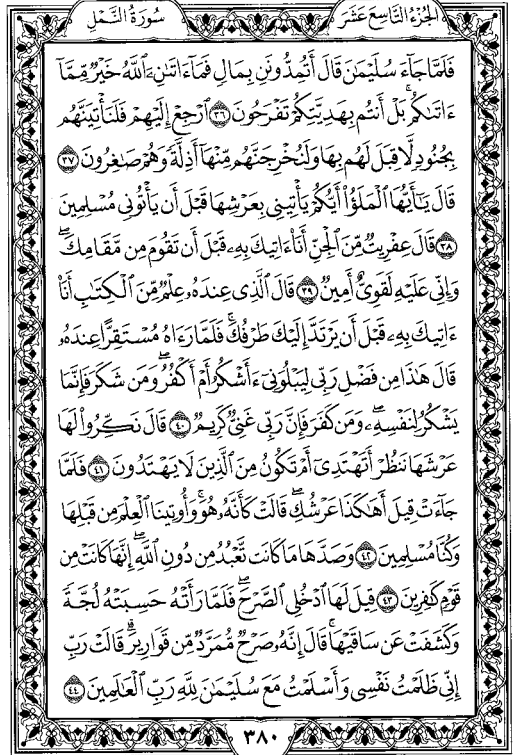 الجزء التاسع عشر
سورة النمل
فَلَمَّا جَآءَ سُلَيْمَٰنَ قَالَ أَتُمِدُّونَنِ بِمَالٍ فَمَآ ءَاتَىٰنِۦَ ٱللَّهُ خَيْرٌ مِّمَّآ
ءَاتَىٰكُم ۚ بَلْ أَنتُم بِهَدِيَّتِكُمْ تَفْرَحُونَ ﴿٣٦﴾ ٱرْجِعْ إِلَيْهِمْ فَلَنَأْتِيَنَّهُم
بِجُنُودٍ لَّا قِبَلَ لَهُم بِهَا وَلَنُخْرِجَنَّهُم مِّنْهَآ أَذِلَّةً وَهُمْ صَٰغِرُونَ ﴿٣٧﴾
قَالَ يَٰٓأَيُّهَا ٱلْمَلَؤُا۟ أَيُّكُمْ يَأْتِينِى بِعَرْشِهَا قَبْلَ أَن يَأْتُونِى مُسْلِمِينَ
﴿٣٨﴾ قَالَ عِفْرِيتٌ مِّنَ ٱلْجِنِّ أَنَا۠ ءَاتِيكَ بِهِۦ قَبْلَ أَن تَقُومَ مِن مَّقَامِكَ ۖ
وَإِنِّى عَلَيْهِ لَقَوِىٌّ أَمِينٌ ﴿٣٩﴾ قَالَ ٱلَّذِى عِندَهُۥ عِلْمٌ مِّنَ ٱلْكِتَٰبِ أَنَا۠
ءَاتِيكَ بِهِۦ قَبْلَ أَن يَرْتَدَّ إِلَيْكَ طَرْفُكَ ۚ فَلَمَّا رَءَاهُ مُسْتَقِرًّا عِندَهُۥ
قَالَ هَٰذَا مِن فَضْلِ رَبِّى لِيَبْلُوَنِىٓ ءَأَشْكُرُ أَمْ أَكْفُرُ ۖ وَمَن شَكَرَ فَإِنَّمَا
يَشْكُرُ لِنَفْسِهِۦ ۖ وَمَن كَفَرَ فَإِنَّ رَبِّى غَنِىٌّ كَرِيمٌ ﴿٤٠﴾ قَالَ نَكِّرُوا۟ لَهَا
عَرْشَهَا نَنظُرْ أَتَهْتَدِىٓ أَمْ تَكُونُ مِنَ ٱلَّذِينَ لَا يَهْتَدُونَ ﴿٤١﴾ فَلَمَّا
جَآءَتْ قِيلَ أَهَٰكَذَا عَرْشُكِ ۖ قَالَتْ كَأَنَّهُۥ هُوَ ۚ وَأُوتِينَا ٱلْعِلْمَ مِن قَبْلِهَا
وَكُنَّا مُسْلِمِينَ ﴿٤٢﴾ وَصَدَّهَا مَا كَانَت تَّعْبُدُ مِن دُونِ ٱللَّهِ ۖ إِنَّهَا كَانَتْ مِن
قَوْمٍ كَٰفِرِينَ ﴿٤٣﴾ قِيلَ لَهَا ٱدْخُلِى ٱلصَّرْحَ ۖ فَلَمَّا رَأَتْهُ حَسِبَتْهُ لُجَّةً
وَكَشَفَتْ عَن سَاقَيْهَا ۚ قَالَ إِنَّهُۥ صَرْحٌ مُّمَرَّدٌ مِّن قَوَارِيرَ ۗ قَالَتْ رَبِّ
إِنِّى ظَلَمْتُ نَفْسِى وَأَسْلَمْتُ مَعَ سُلَيْمَٰنَ لِلَّهِ رَبِّ ٱلْعَٰلَمِينَ ﴿٤٤﴾
٣٨٠